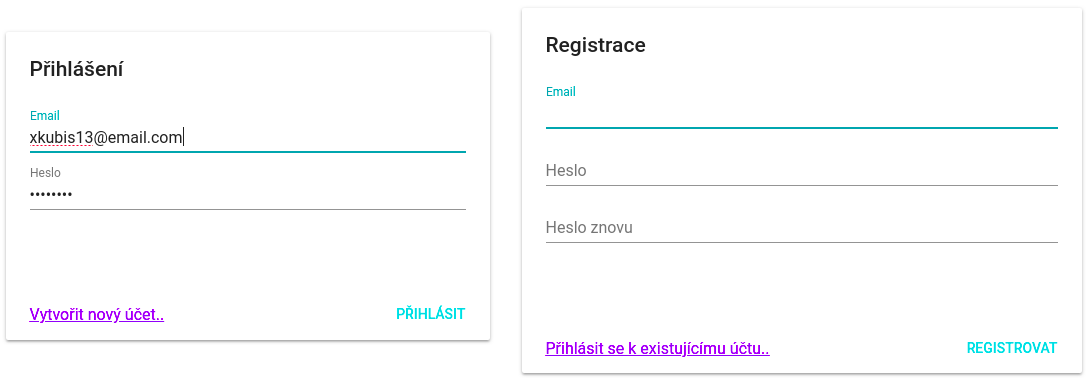 Přihlášení
Email
xkubis13@email.com
Heslo
••••••••
Vytvořit nový účet..
PŘIHLÁSIT
Registrace
Email
Heslo
Heslo znovu
Přihlásit se k existujícímu účtu..
REGISTROVAT